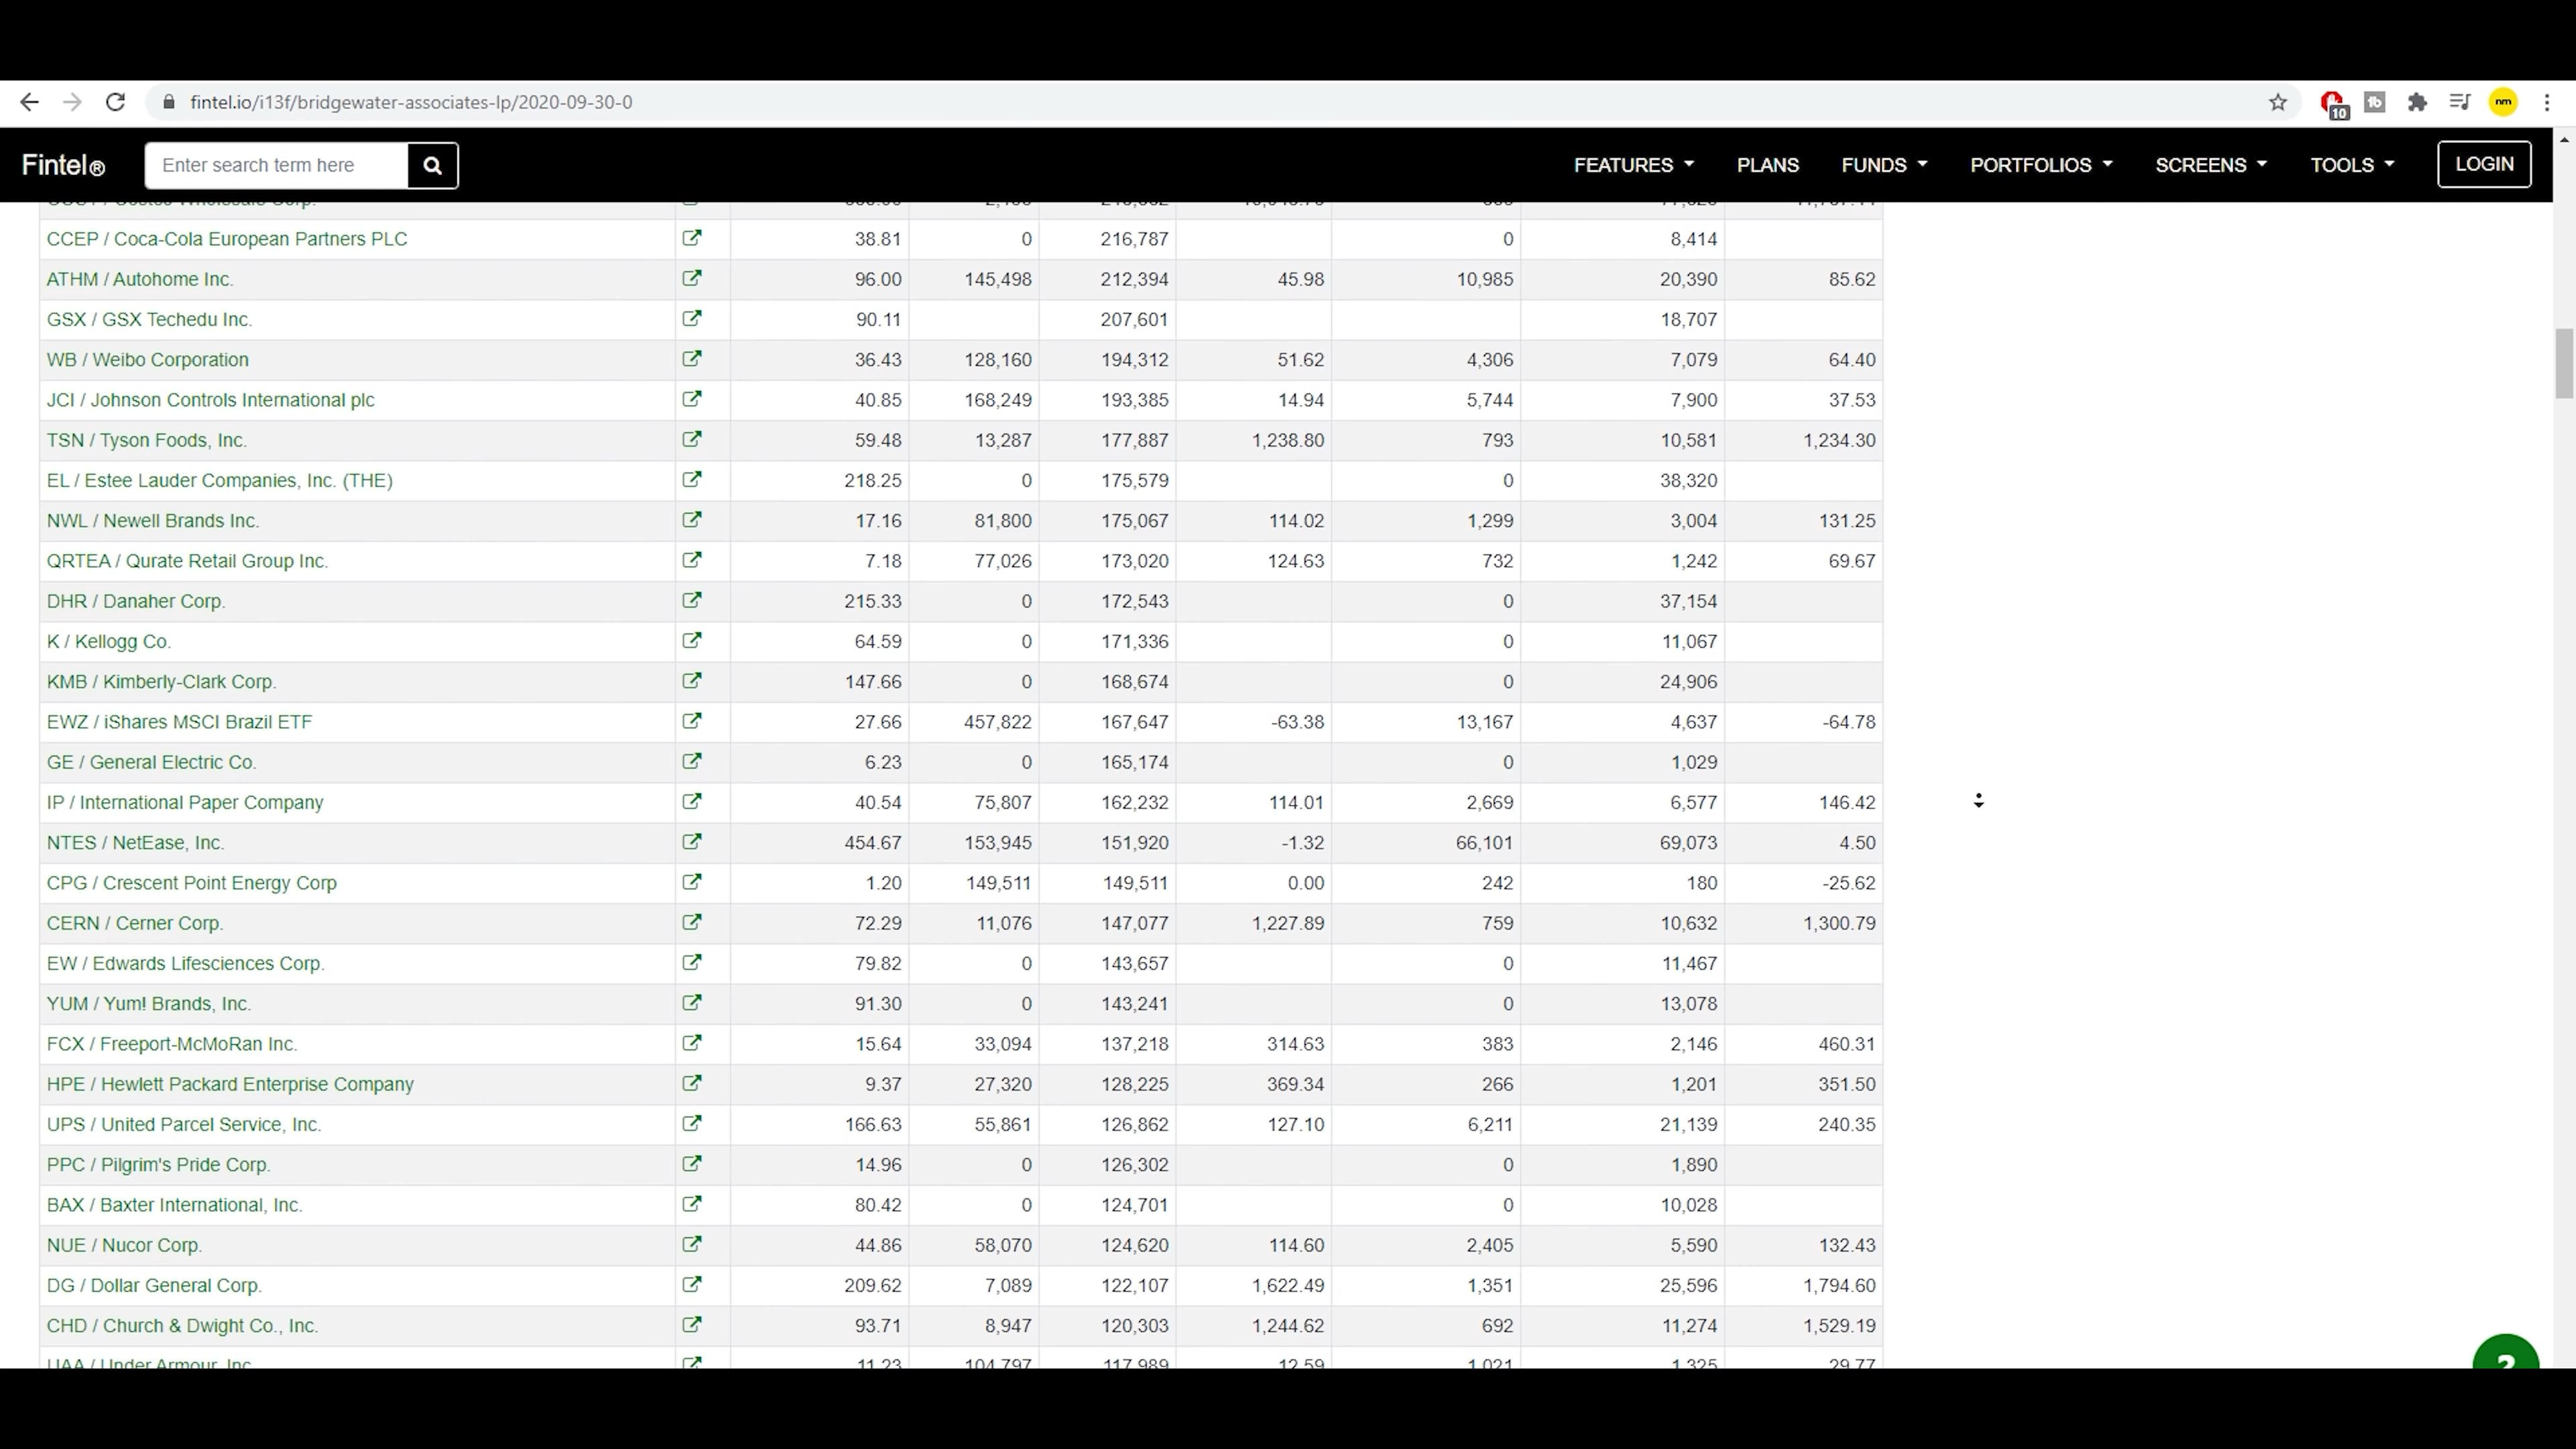 fintel.io/i13f/bridgewater-associates-lp/2020-09-30-0
10
nm
Fintel®
Enter search term here
FEATURES PLANS FUNDS PORTFOLIOS SCREENS TOOLS LOGIN
CCEP / Coca-Cola European Partners PLC 38.81 0 216,787 0 8,414
ATHM / Autohome Inc. 96.00 145,498 212,394 45.98 10,985 20,390 85.62
GSX / GSX Techedu Inc. 90.11 207,601 18,707
WB / Weibo Corporation 36.43 128,160 194,312 51.62 4,306 7,079 64.40
JCI / Johnson Controls International plc 40.85 168,249 193,385 14.94 5,744 7,900 37.53
TSN / Tyson Foods, Inc. 59.48 13,287 177,887 1,238.80 793 10,581 1,234.30
EL / Estee Lauder Companies, Inc. (THE) 218.25 0 175,579 0 38,320
NWL / Newell Brands Inc. 17.16 81,800 175,067 114.02 1,299 3,004 131.25
QRTEA / Qurate Retail Group Inc. 7.18 77,026 173,020 124.63 732 1,242 69.67
DHR / Danaher Corp. 215.33 0 172,543 0 37,154
K / Kellogg Co. 64.59 0 171,336 0 11,067
KMB / Kimberly-Clark Corp. 147.66 0 168,674 0 24,906
EWZ / iShares MSCI Brazil ETF 27.66 457,822 167,647 -63.38 13,167 4,637 -64.78
GE / General Electric Co. 6.23 0 165,174 0 1,029
IP / International Paper Company 40.54 75,807 162,232 114.01 2,669 6,577 146.42
NTES / NetEase, Inc. 454.67 153,945 151,920 -1.32 66,101 69,073 4.50
CPG / Crescent Point Energy Corp 1.20 149,511 149,511 0.00 242 180 -25.62
CERN / Cerner Corp. 72.29 11,076 147,077 1,227.89 759 10,632 1,300.79
EW / Edwards Lifesciences Corp. 79.82 0 143,657 0 11,467
YUM / Yum! Brands, Inc. 91.30 0 143,241 0 13,078
FCX / Freeport-McMoRan Inc. 15.64 33,094 137,218 314.63 383 2,146 460.31
HPE / Hewlett Packard Enterprise Company 9.37 27,320 128,225 369.34 266 1,201 351.50
UPS / United Parcel Service, Inc. 166.63 55,861 126,862 127.10 6,211 21,139 240.35
PPC / Pilgrim's Pride Corp. 14.96 0 126,302 0 1,890
BAX / Baxter International, Inc. 80.42 0 124,701 0 10,028
NUE / Nucor Corp. 44.86 58,070 124,620 114.60 2,405 5,590 132.43
DG / Dollar General Corp. 209.62 7,089 122,107 1,622.49 1,351 25,596 1,794.60
CHD / Church & Dwight Co., Inc. 93.71 8,947 120,303 1,244.62 692 11,274 1,529.19
UAA / Under Armour, Inc. 11.23 104,797 117,989 12.59 1,021 1,325 29.77